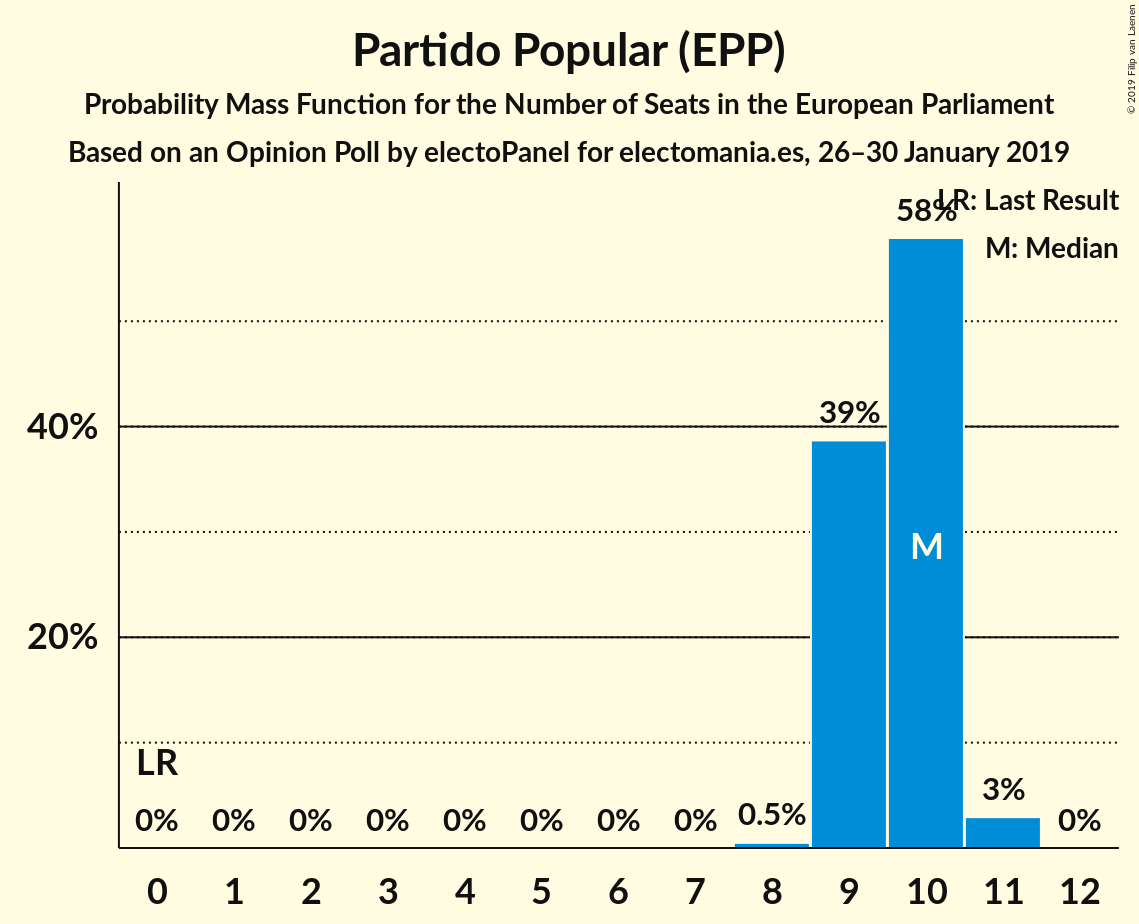 Partido Popular (EPP)
Probability Mass Function for the Number of Seats in the European Parliament
Based on an Opinion Poll by electoPanel for electomania.es, 26–30 January 2019
© 2019 Filip van Laenen
LR: Last Result
M: Median
58%
39%
40%
M
20%
LR
0% 0% 0% 0% 0% 0% 0% 0% 0.5% 3% 0%
0 1 2 3 4 5 6 7 8 9 10 11 12